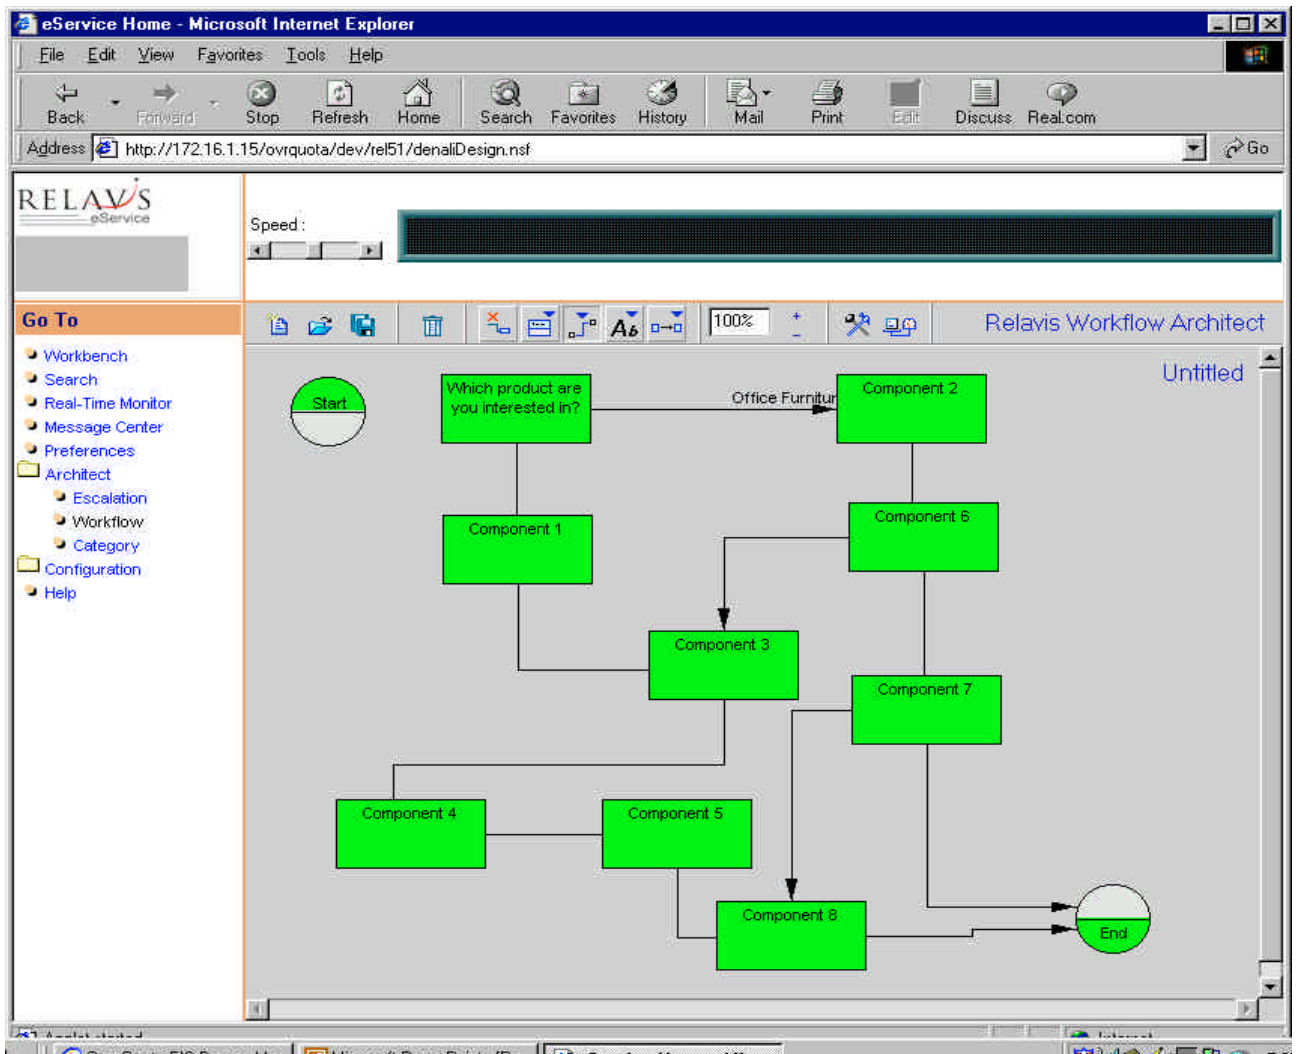 eService Home - Microsoft Internet Explorer
File Edit View Favorites Tools Help
Back Forward Stop Refresh Home Search Favorites History Mail Print Edit Discuss Real.com
Address http://172.16.1.15/ovrquota/dev/rel51/denaliDesign.nsf Go
RELAVIS
eService
Speed :
Go To
100%
Relavis Workflow Architect
Workbench
Search
Real-Time Monitor
Message Center
Preferences
Architect
Escalation
Workflow
Category
Configuration
Help
Untitled
Start
Which product are
you interested in?
Office Furnitur
Component 2
Component 1
Component 6
Component 3
Component 7
Component 4
Component 5
Component 8
End
Applet started
Internet